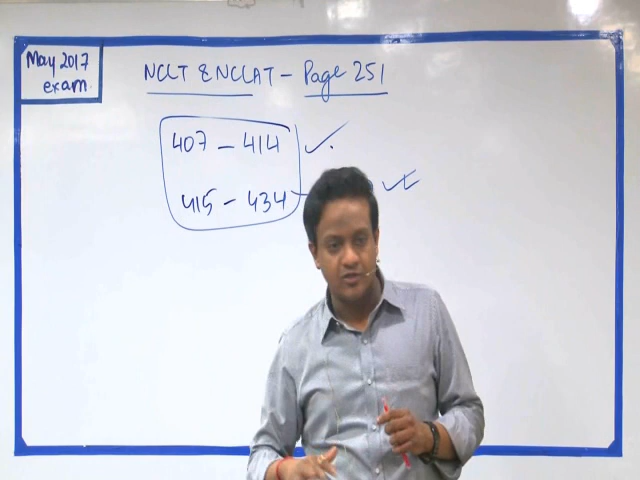 May 2017
exam
NCLT & NCLAT - Page 251
407 - 414
415 - 434